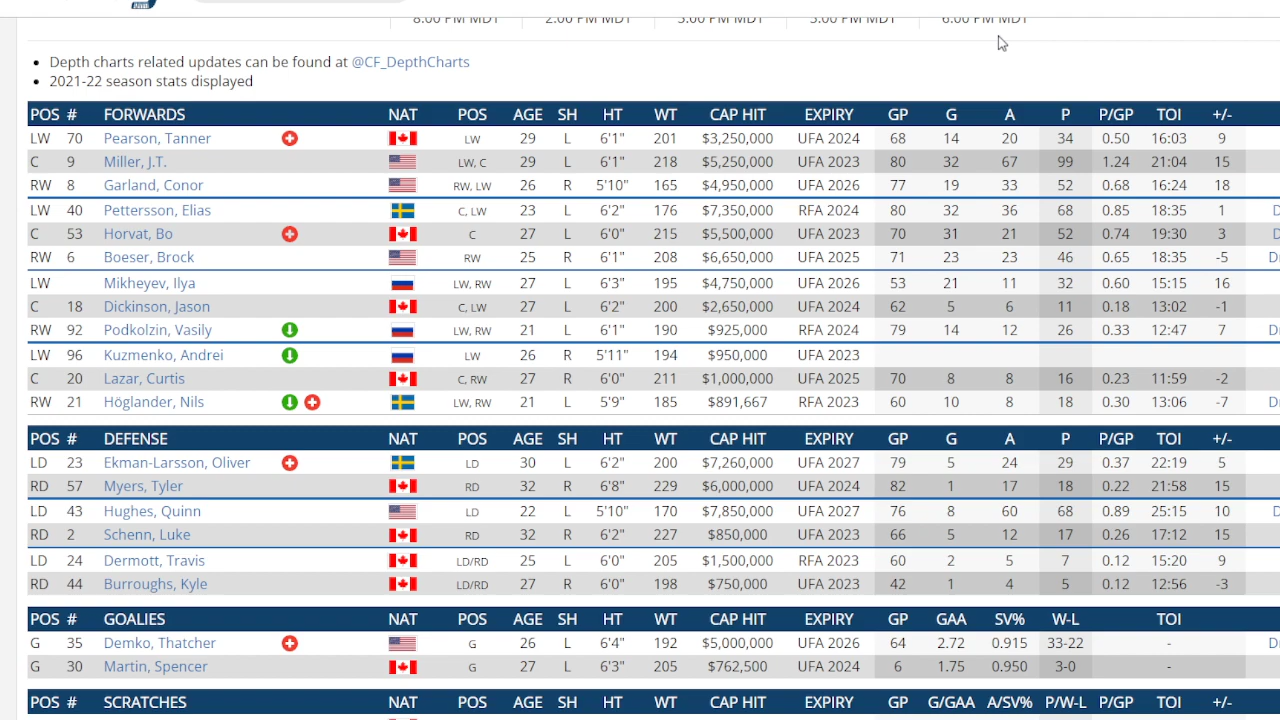 8:00 PM MDT 2:00 PM MDT 5:00 PM MDT 5:00 PM MDT 6:00 PM MDT
Depth charts related updates can be found at @CF_DepthCharts
2021-22 season stats displayed
POS # FORWARDS NAT POS AGE SH HT WT CAP HIT EXPIRY GP G A P P/GP TOI +/-
LW 70 Pearson, Tanner LW 29 L 6'1" 201 $3,250,000 UFA 2024 68 14 20 34 0.50 16:03 9
C 9 Miller, J.T. LW, C 29 L 6'1" 218 $5,250,000 UFA 2023 80 32 67 99 1.24 21:04 15
RW 8 Garland, Conor RW, LW 26 R 5'10" 165 $4,950,000 UFA 2026 77 19 33 52 0.68 16:24 18
LW 40 Pettersson, Elias C, LW 23 L 6'2" 176 $7,350,000 RFA 2024 80 32 36 68 0.85 18:35 1
C 53 Horvat, Bo C 27 L 6'0" 215 $5,500,000 UFA 2023 70 31 21 52 0.74 19:30 3
RW 6 Boeser, Brock RW 25 R 6'1" 208 $6,650,000 UFA 2025 71 23 23 46 0.65 18:35 -5
LW Mikheyev, Ilya LW, RW 27 L 6'3" 195 $4,750,000 UFA 2026 53 21 11 32 0.60 15:15 16
C 18 Dickinson, Jason C, LW 27 L 6'2" 200 $2,650,000 UFA 2024 62 5 6 11 0.18 13:02 -1
RW 92 Podkolzin, Vasily LW, RW 21 L 6'1" 190 $925,000 RFA 2024 79 14 12 26 0.33 12:47 7
LW 96 Kuzmenko, Andrei LW 26 R 5'11" 194 $950,000 UFA 2023
C 20 Lazar, Curtis C, RW 27 R 6'0" 211 $1,000,000 UFA 2025 70 8 8 16 0.23 11:59 -2
RW 21 Höglander, Nils LW, RW 21 L 5'9" 185 $891,667 RFA 2023 60 10 8 18 0.30 13:06 -7
POS # DEFENSE NAT POS AGE SH HT WT CAP HIT EXPIRY GP G A P P/GP TOI +/-
LD 23 Ekman-Larsson, Oliver LD 30 L 6'2" 200 $7,260,000 UFA 2027 79 5 24 29 0.37 22:19 5
RD 57 Myers, Tyler RD 32 R 6'8" 229 $6,000,000 UFA 2024 82 1 17 18 0.22 21:58 15
LD 43 Hughes, Quinn LD 22 L 5'10" 170 $7,850,000 UFA 2027 76 8 60 68 0.89 25:15 10
RD 2 Schenn, Luke RD 32 R 6'2" 227 $850,000 UFA 2023 66 5 12 17 0.26 17:12 15
LD 24 Dermott, Travis LD/RD 25 L 6'0" 205 $1,500,000 RFA 2023 60 2 5 7 0.12 15:20 9
RD 44 Burroughs, Kyle LD/RD 27 R 6'0" 198 $750,000 UFA 2023 42 1 4 5 0.12 12:56 -3
POS # GOALIES NAT POS AGE SH HT WT CAP HIT EXPIRY GP GAA SV% W-L TOI
G 35 Demko, Thatcher G 26 L 6'4" 192 $5,000,000 UFA 2026 64 2.72 0.915 33-22 -
G 30 Martin, Spencer G 27 L 6'3" 205 $762,500 UFA 2024 6 1.75 0.950 3-0 -
POS # SCRATCHES NAT POS AGE SH HT WT CAP HIT EXPIRY GP G/GAA A/SV% P/W-L P/GP TOI +/-